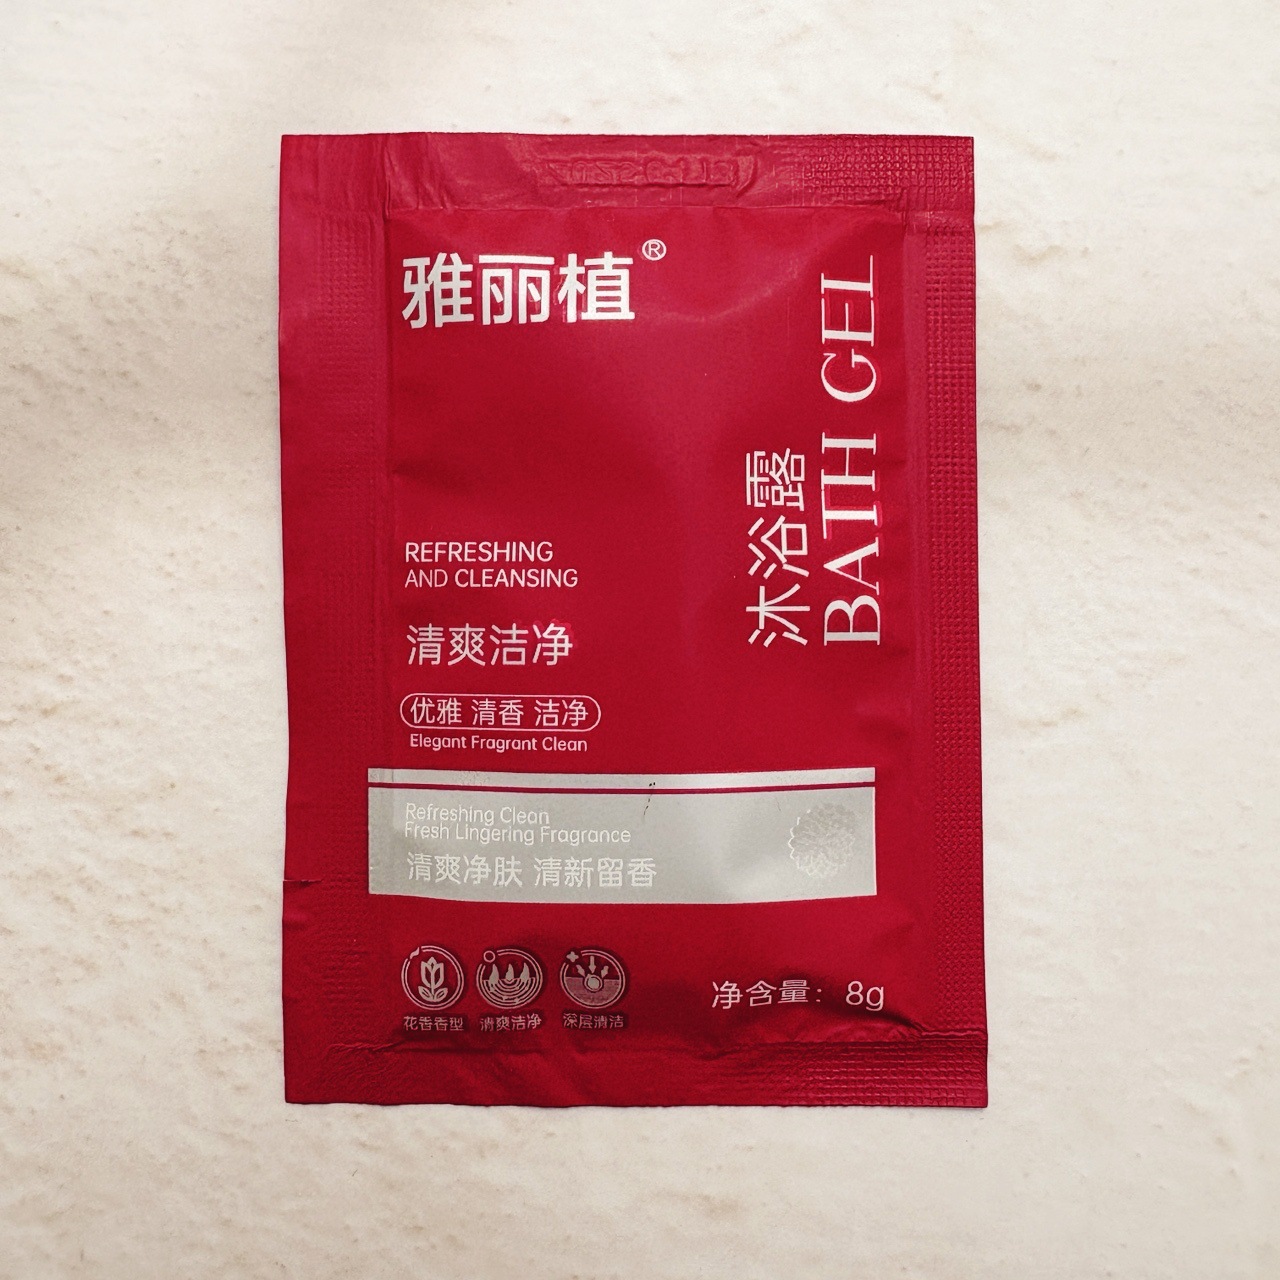 雅丽植®
沐浴露
BATH GEL
REFRESHING
AND CLEANSING
清爽洁净
优雅 清香 洁净
Elegant Fragrant Clean
Refreshing Clean
Fresh Lingering Fragrance
清爽净肤 清新留香
花香香型 清爽洁净 深层清洁
净含量：8g